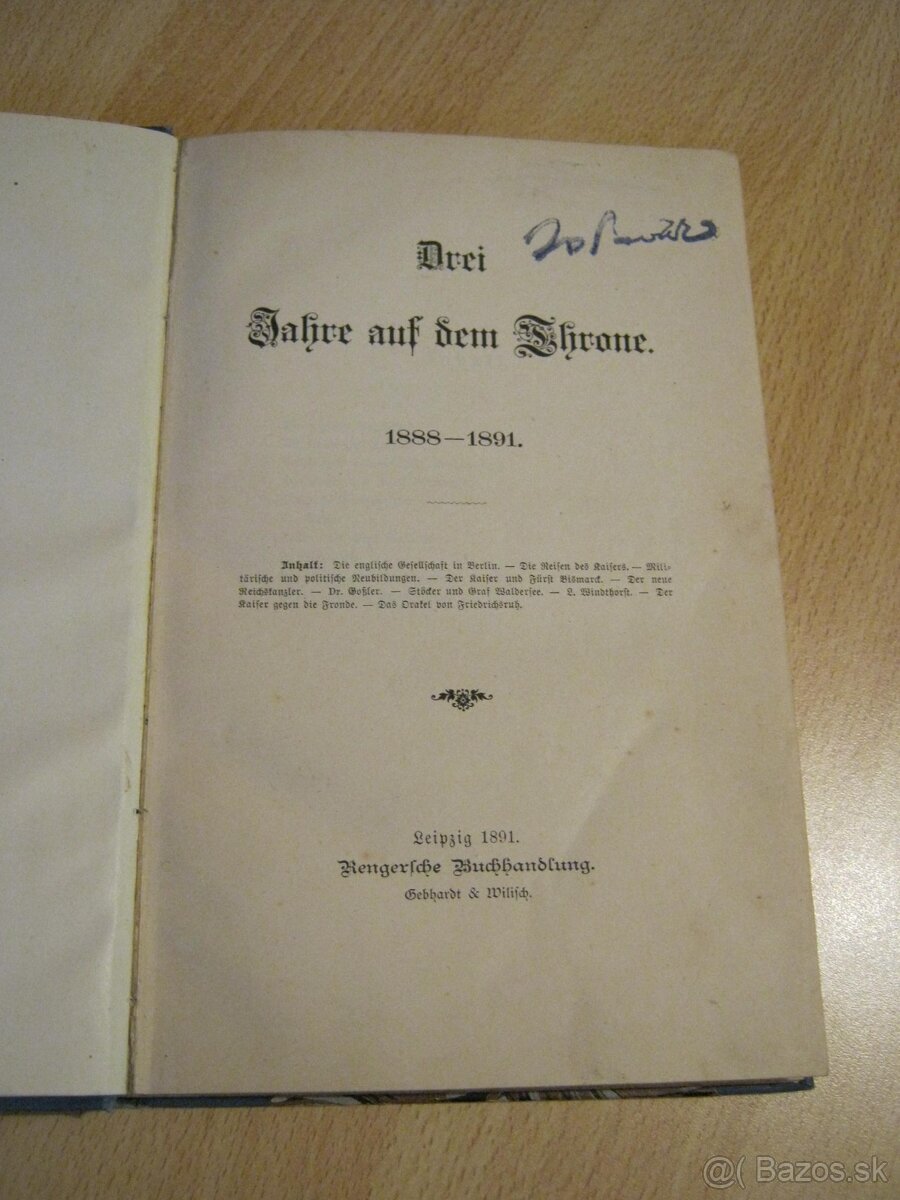 Drei
Jahre auf dem Throne.
1888—1891.
Anhalt: Die englische Gesellschaft in Berlin. — Die Reisen des Kaisers. — Mili-
tärische und politische Neubildungen. — Der Kaiser und Fürst Bismarck. — Der neue
Reichskanzler. — Dr. Goßler. — Stöcker und Graf Waldersee. — L. Windthorst. — Der
Kaiser gegen die Fronde. — Das Orakel von Friedrichsruh.
Leipzig 1891.
Rengersche Buchhandlung.
Gebhardt & Wilisch.
@( Bazos.sk